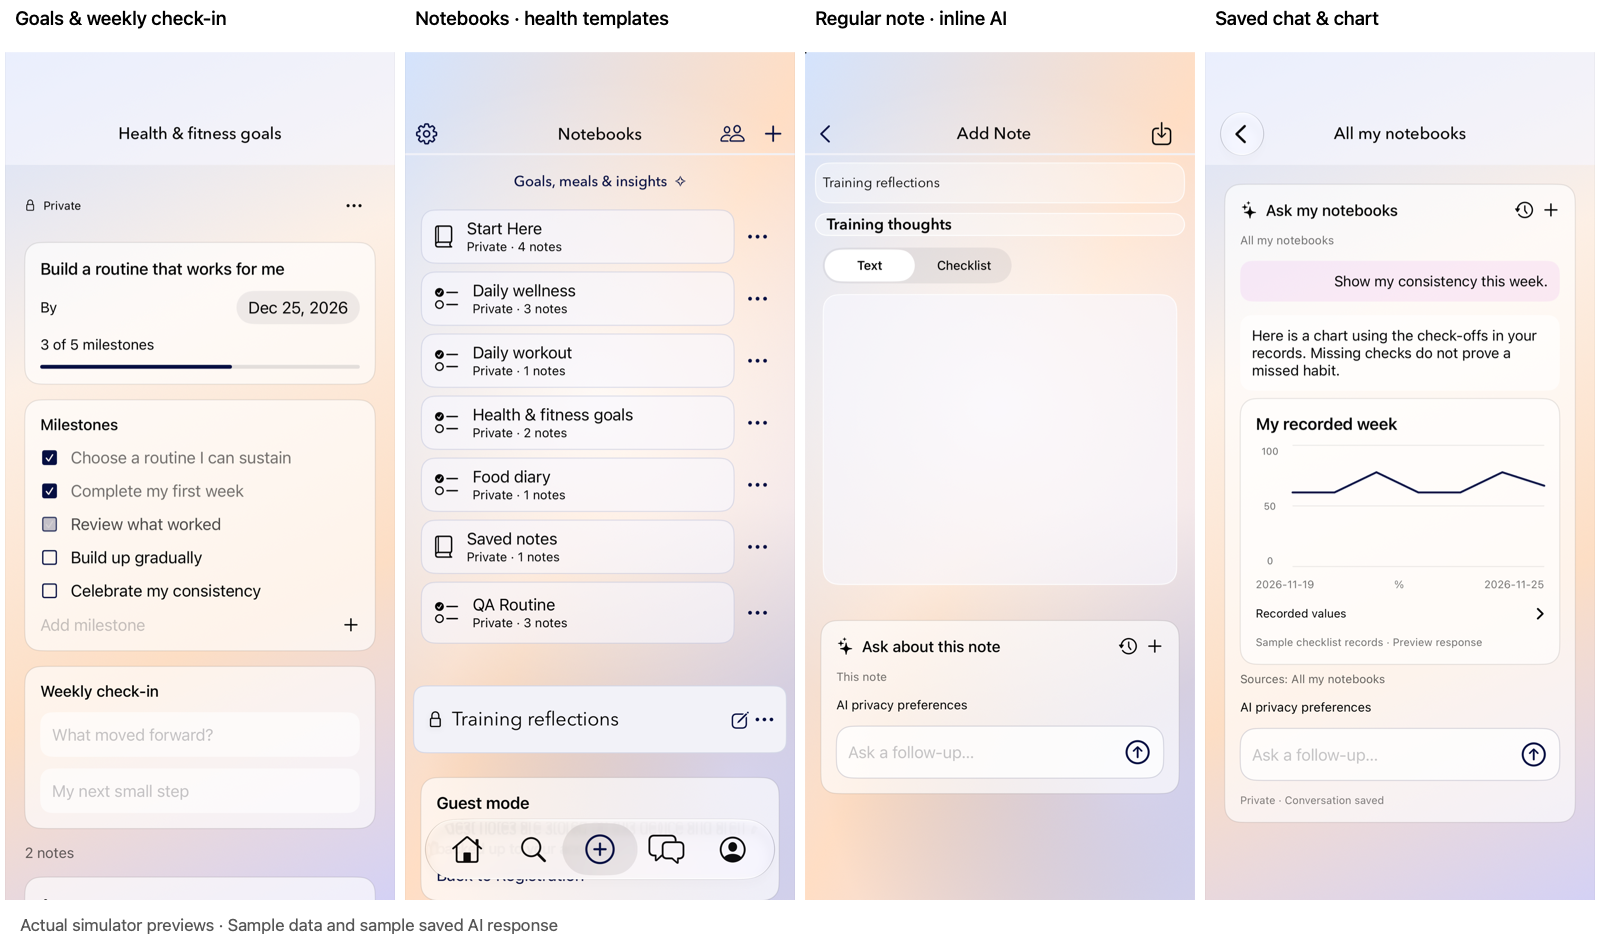 Goals & weekly check-in
Health & fitness goals
Private
Build a routine that works for me
By
Dec 25, 2026
3 of 5 milestones
Milestones
Choose a routine I can sustain
Complete my first week
Review what worked
Build up gradually
Celebrate my consistency
Add milestone
Weekly check-in
What moved forward?
My next small step
2 notes
Notebooks · health templates
Notebooks
Goals, meals & insights
Start Here
Private · 4 notes
Daily wellness
Private · 3 notes
Daily workout
Private · 1 notes
Health & fitness goals
Private · 2 notes
Food diary
Private · 1 notes
Saved notes
Private · 1 notes
QA Routine
Private · 3 notes
Training reflections
Guest mode
Back to Registration
Regular note · inline AI
Add Note
Training reflections
Training thoughts
Text
Checklist
Ask about this note
This note
AI privacy preferences
Ask a follow-up...
Saved chat & chart
All my notebooks
Ask my notebooks
All my notebooks
Show my consistency this week.
Here is a chart using the check-offs in your
records. Missing checks do not prove a
missed habit.
My recorded week
100
50
0
2026-11-19
%
2026-11-25
Recorded values
Sample checklist records · Preview response
Sources: All my notebooks
AI privacy preferences
Ask a follow-up...
Private · Conversation saved
Actual simulator previews · Sample data and sample saved AI response